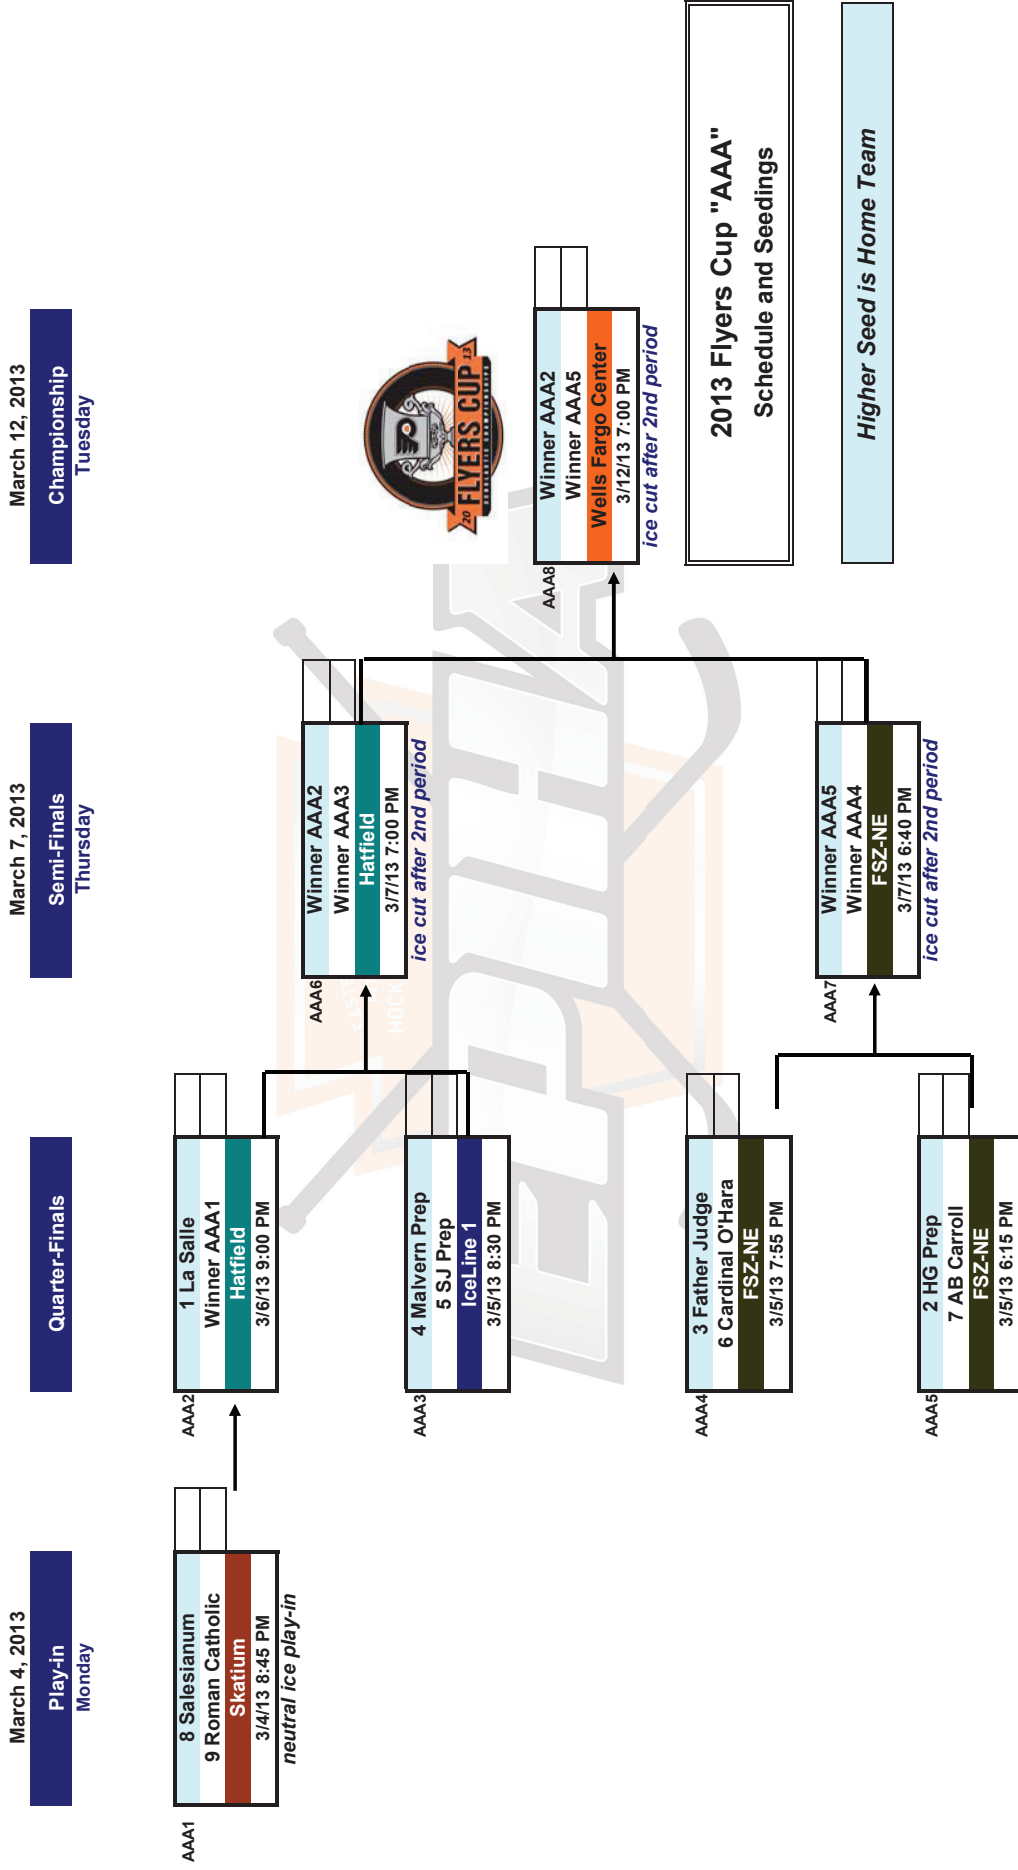 March 4, 2013
Play-in
Monday
AAA1
8 Salesianum
9 Roman Catholic
Skatium
3/4/13 8:45 PM
neutral ice play-in
Quarter-Finals
AAA2
1 La Salle
Winner AAA1
Hatfield
3/6/13 9:00 PM
AAA3
4 Malvern Prep
5 SJ Prep
IceLine 1
3/5/13 8:30 PM
AAA4
3 Father Judge
6 Cardinal O'Hara
FSZ-NE
3/5/13 7:55 PM
AAA5
2 HG Prep
7 AB Carroll
FSZ-NE
3/5/13 6:15 PM
March 7, 2013
Semi-Finals
Thursday
AAA6
Winner AAA2
Winner AAA3
Hatfield
3/7/13 7:00 PM
ice cut after 2nd period
AAA7
Winner AAA5
Winner AAA4
FSZ-NE
3/7/13 6:40 PM
ice cut after 2nd period
March 12, 2013
Championship
Tuesday
20 FLYERS CUP 13
AAA8
Winner AAA2
Winner AAA5
Wells Fargo Center
3/12/13 7:00 PM
ice cut after 2nd period
2013 Flyers Cup "AAA"
Schedule and Seedings
Higher Seed is Home Team
EPIHA
HOCK